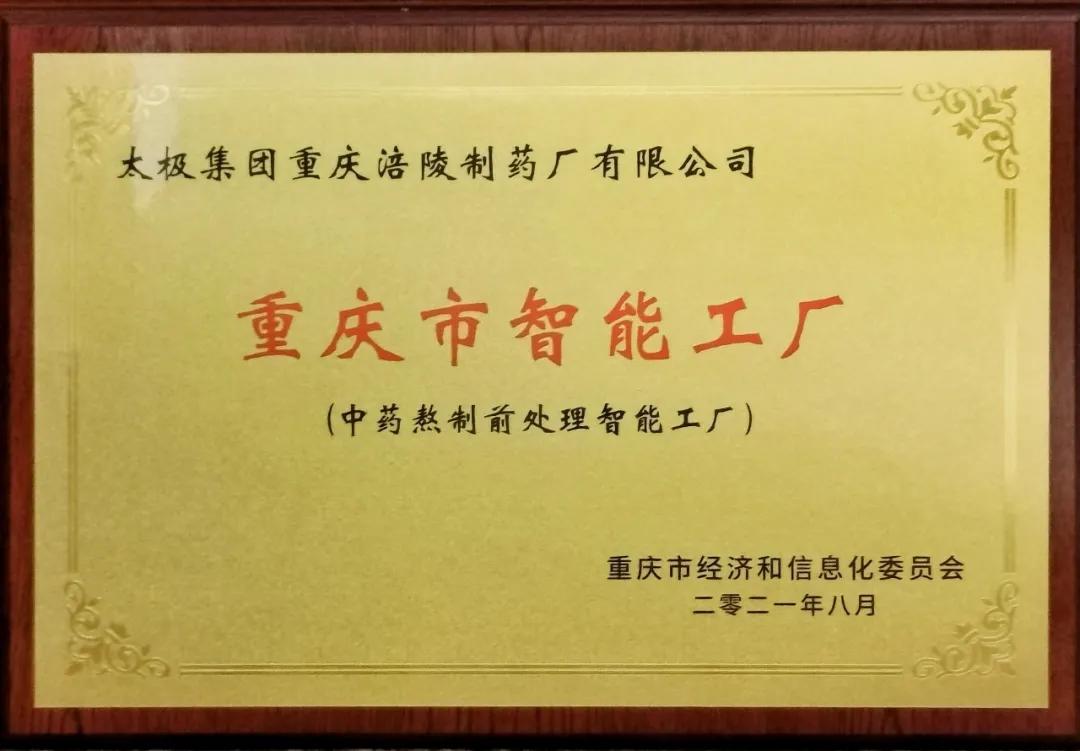 太极集团重庆涪陵制药厂有限公司
重庆市智能工厂
(中药熬制前处理智能工厂)
重庆市经济和信息化委员会
二零二一年八月